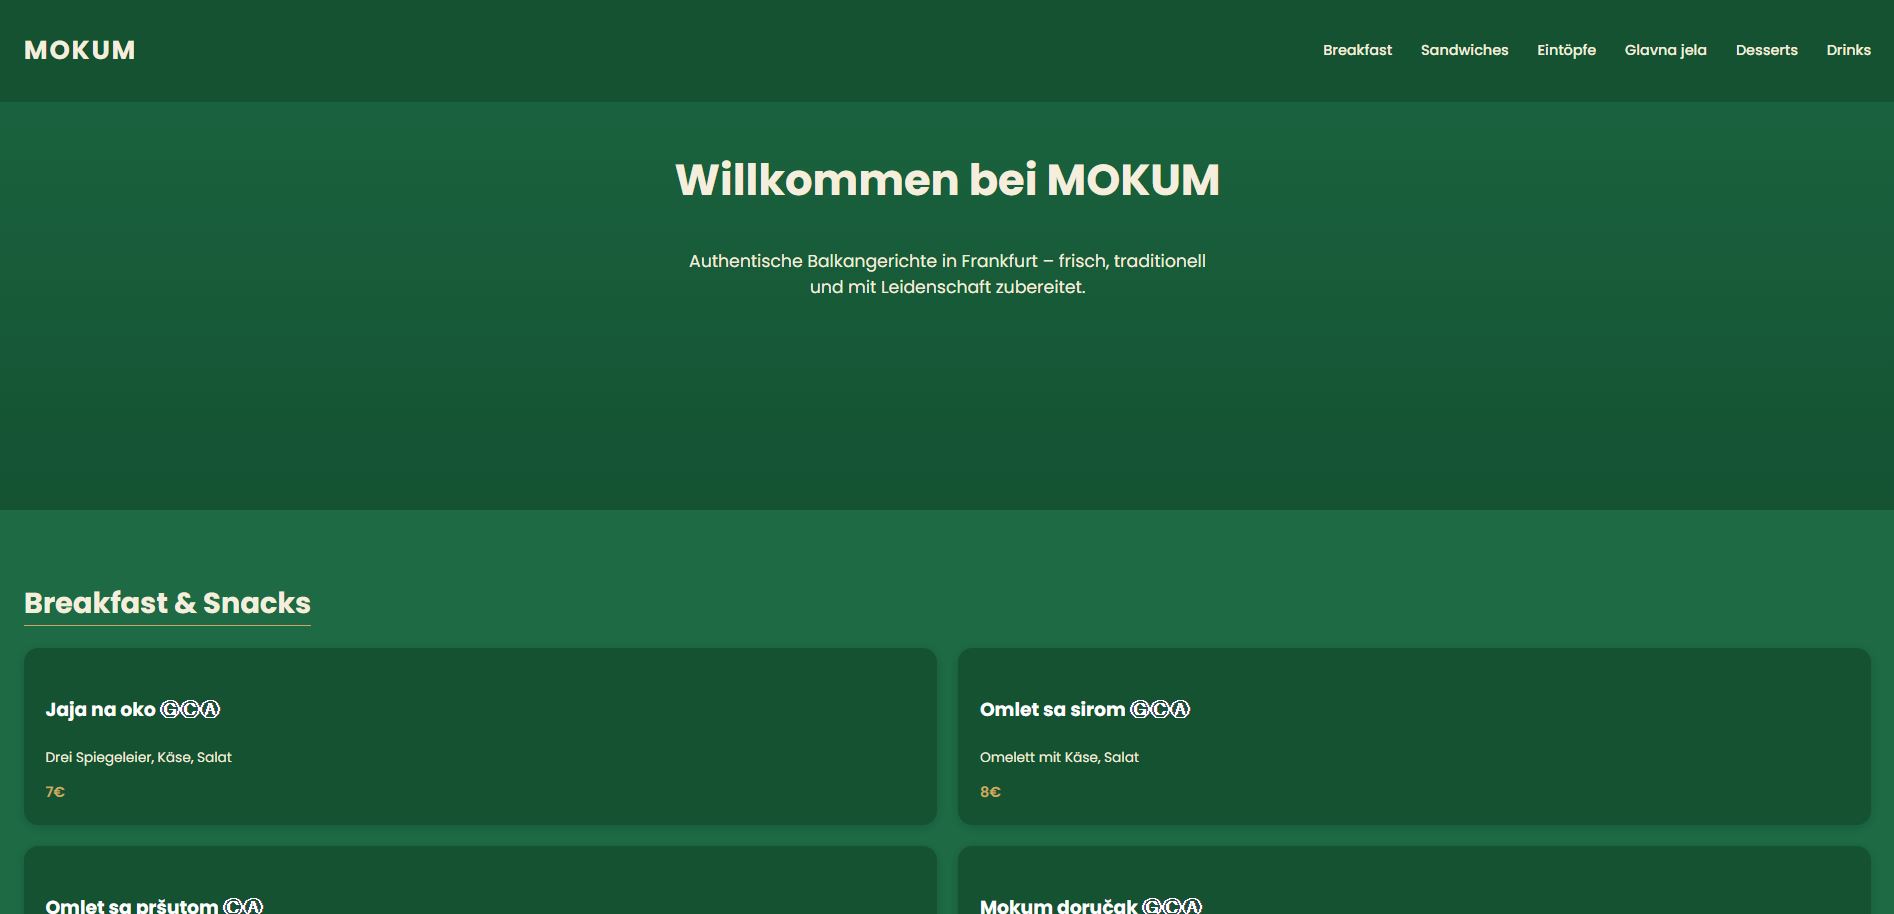 MOKUM
Breakfast Sandwiches Eintöpfe Glavna jela Desserts Drinks
Willkommen bei MOKUM
Authentische Balkangerichte in Frankfurt – frisch, traditionell
und mit Leidenschaft zubereitet.
Breakfast & Snacks
Jaja na oko ⒼⒸⒶ
Drei Spiegeleier, Käse, Salat
7€
Omlet sa sirom ⒼⒸⒶ
Omelett mit Käse, Salat
8€
Omlet sa pršutom ⒸⒶ
Mokum doručak ⒼⒸⒶ